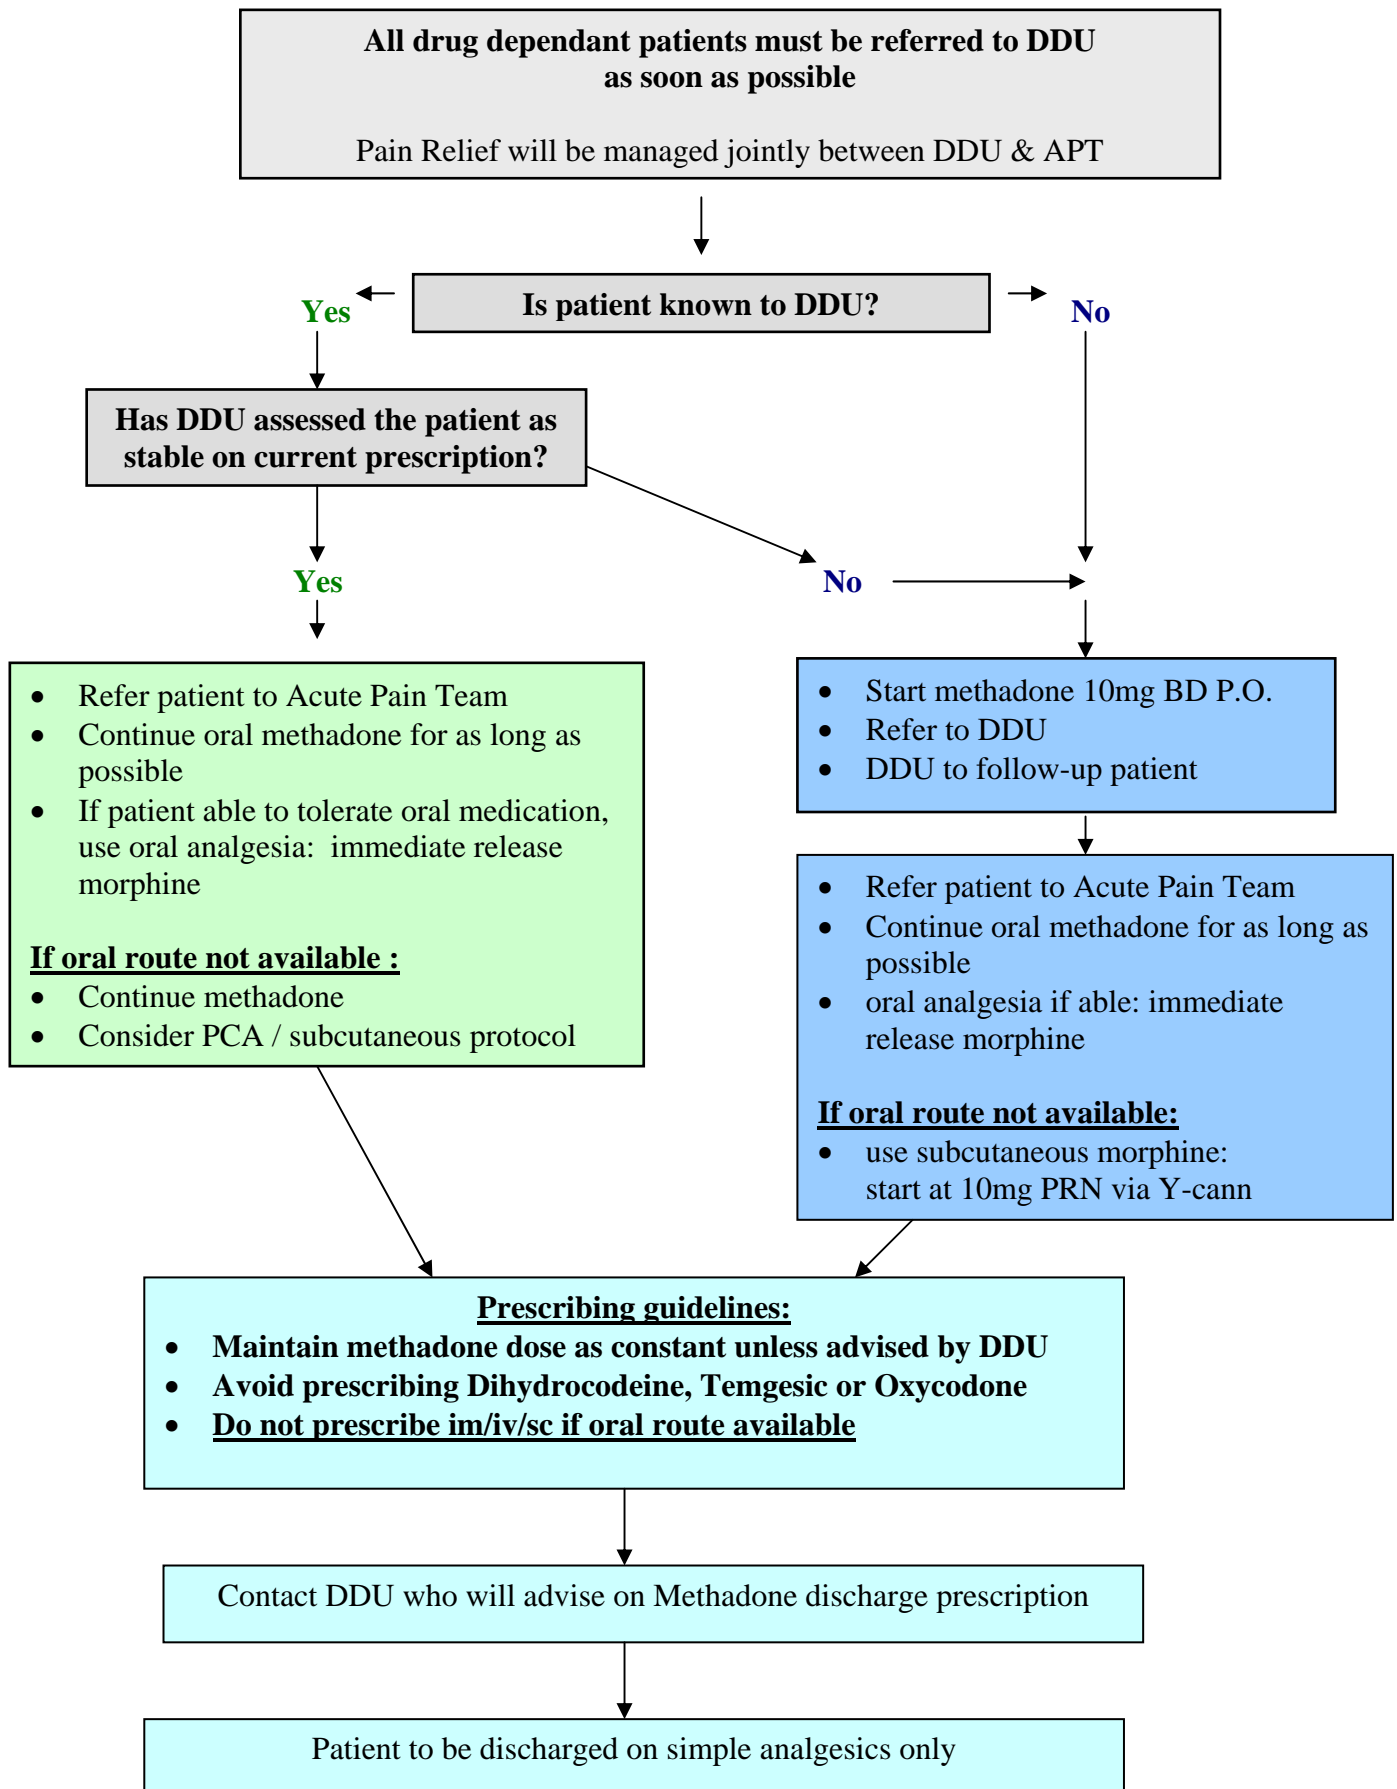 All drug dependant patients must be referred to DDU
as soon as possible
Pain Relief will be managed jointly between DDU & APT
Is patient known to DDU?
Yes
No
Has DDU assessed the patient as
stable on current prescription?
Yes
No
• Refer patient to Acute Pain Team
• Continue oral methadone for as long as
possible
• If patient able to tolerate oral medication,
use oral analgesia: immediate release
morphine
If oral route not available :
• Continue methadone
• Consider PCA / subcutaneous protocol
• Start methadone 10mg BD P.O.
• Refer to DDU
• DDU to follow-up patient
• Refer patient to Acute Pain Team
• Continue oral methadone for as long as
possible
• oral analgesia if able: immediate
release morphine
If oral route not available:
• use subcutaneous morphine:
start at 10mg PRN via Y-cann
Prescribing guidelines:
• Maintain methadone dose as constant unless advised by DDU
• Avoid prescribing Dihydrocodeine, Temgesic or Oxycodone
• Do not prescribe im/iv/sc if oral route available
Contact DDU who will advise on Methadone discharge prescription
Patient to be discharged on simple analgesics only